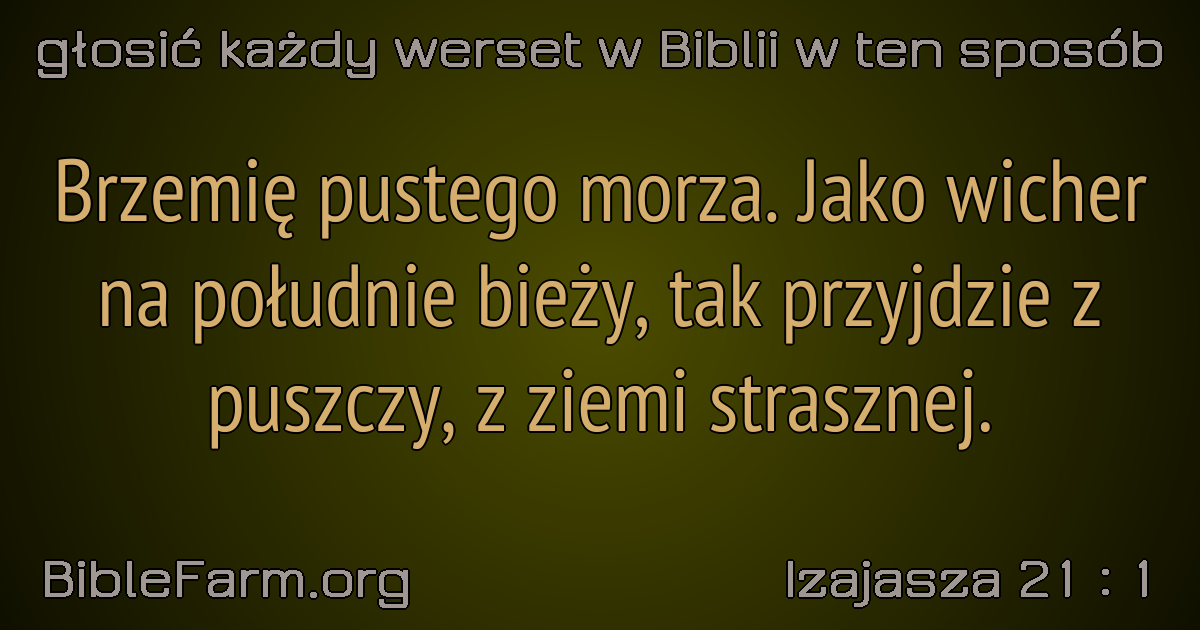 głosić każdy werset w Biblii w ten sposób
Brzemię pustego morza. Jako wicher
na południe bieży, tak przyjdzie z
puszczy, z ziemi strasznej.
BibleFarm.org
Izajasza 21 : 1